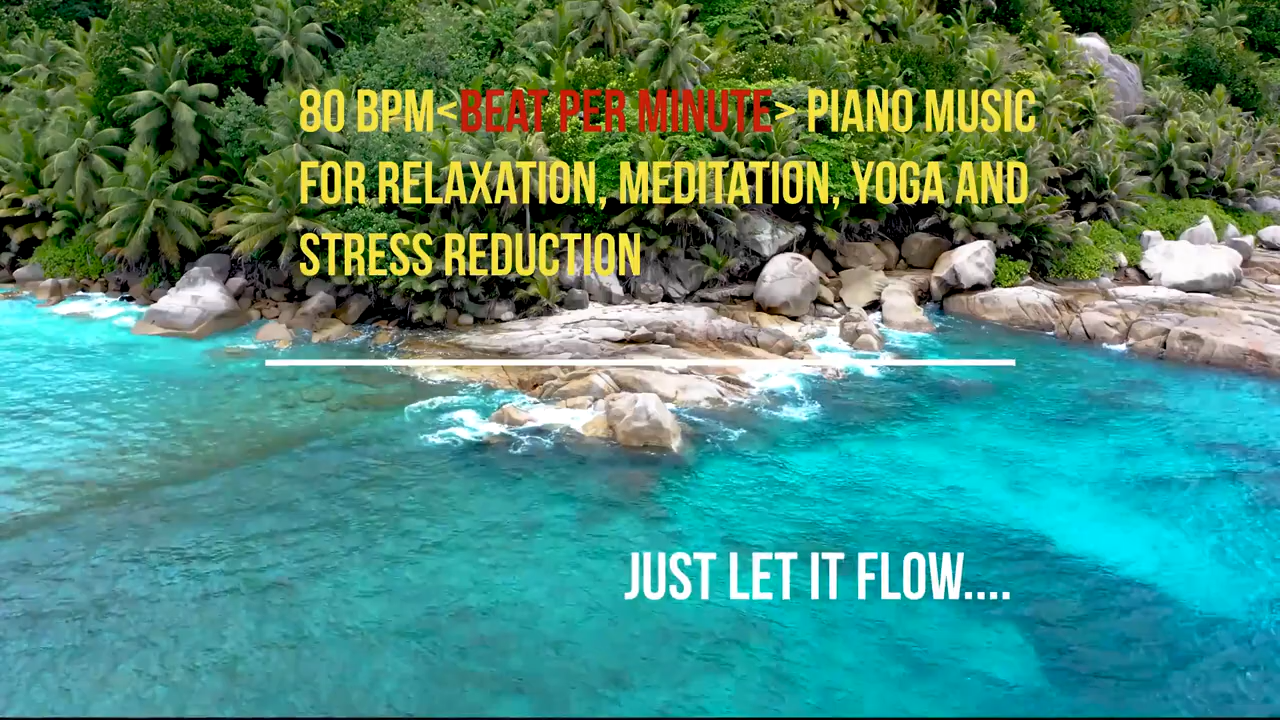 80 BPM<BEAT PER MINUTE> PIANO MUSIC
FOR RELAXATION, MEDITATION, YOGA AND
STRESS REDUCTION
JUST LET IT FLOW....